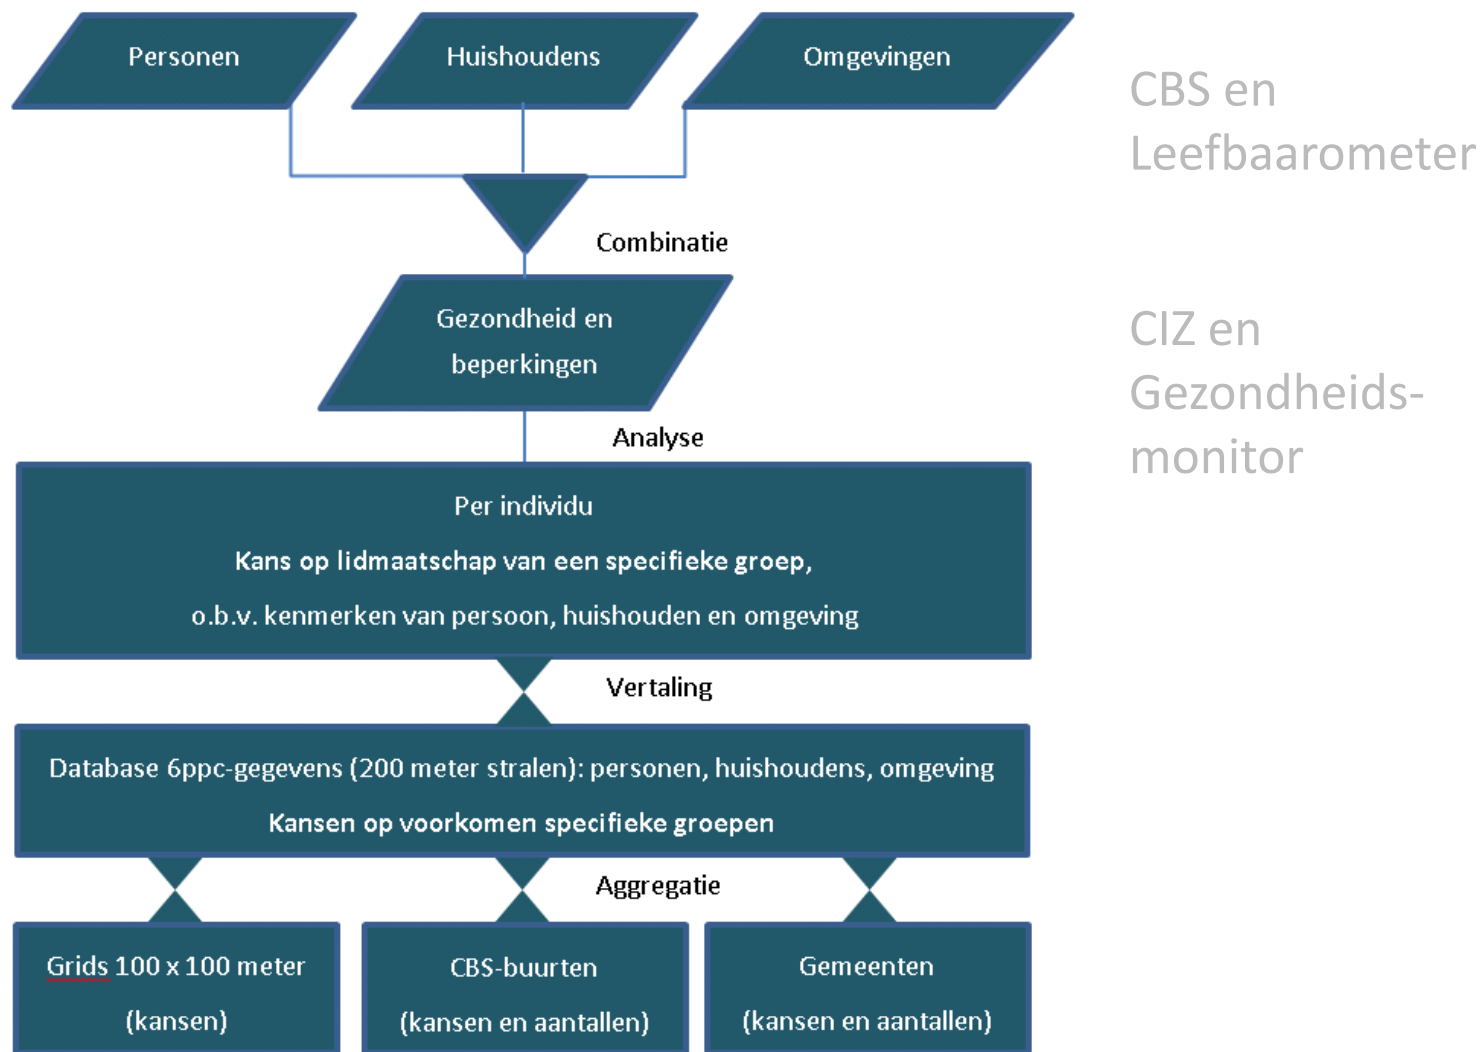 Personen
Huishoudens
Omgevingen
CBS en
Leefbaarometer
Combinatie
Gezondheid en
beperkingen
CIZ en
Gezondheids-
monitor
Analyse
Per individu
Kans op lidmaatschap van een specifieke groep,
o.b.v. kenmerken van persoon, huishouden en omgeving
Vertaling
Database 6ppc-gegevens (200 meter stralen): personen, huishoudens, omgeving
Kansen op voorkomen specifieke groepen
Aggregatie
Grids 100 x 100 meter
(kansen)
CBS-buurten
(kansen en aantallen)
Gemeenten
(kansen en aantallen)